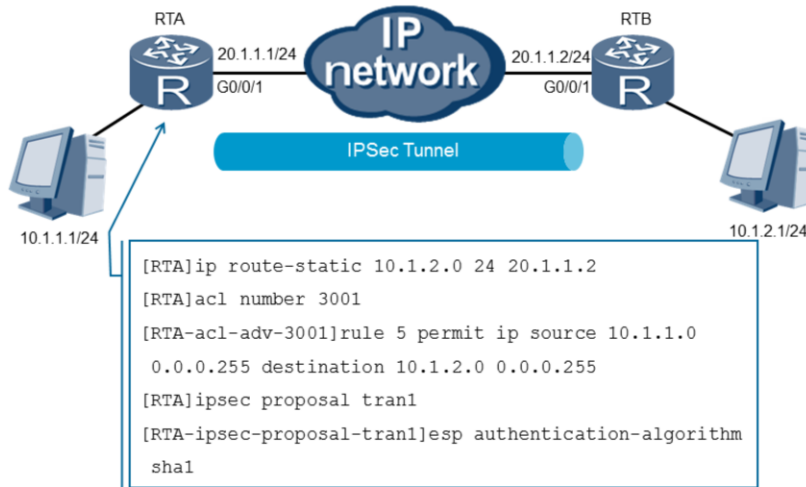 RTA
RTB
20.1.1.1/24
G0/0/1
IP
network
20.1.1.2/24
G0/0/1
R
R
IPSec Tunnel
10.1.1.1/24
10.1.2.1/24
[RTA]ip route-static 10.1.2.0 24 20.1.1.2
[RTA]acl number 3001
[RTA-acl-adv-3001]rule 5 permit ip source 10.1.1.0
0.0.0.255 destination 10.1.2.0 0.0.0.255
[RTA]ipsec proposal tran1
[RTA-ipsec-proposal-tran1]esp authentication-algorithm
sha1